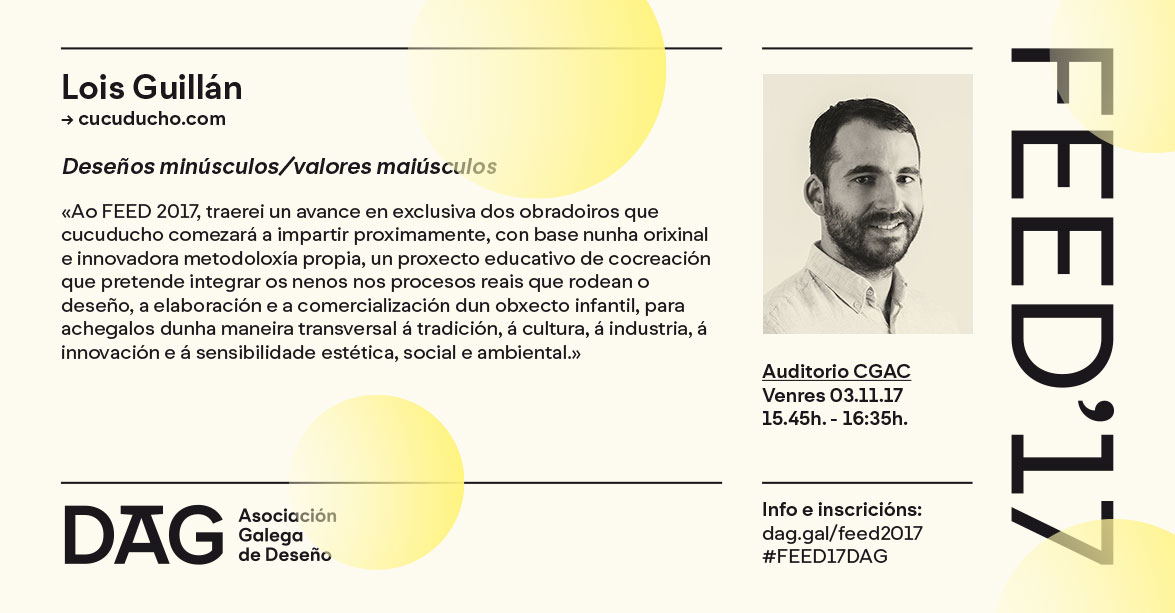 Lois Guillán
→ cucuducho.com
Deseños minúsculos/valores maiúsculos
«Ao FEED 2017, traerei un avance en exclusiva dos obradoiros que
cucuducho comezará a impartir proximamente, con base nunha orixinal
e innovadora metodoloxía propia, un proxecto educativo de cocreación
que pretende integrar os nenos nos procesos reais que rodean o
deseño, a elaboración e a comercialización dun obxecto infantil, para
achegalos dunha maneira transversal á tradición, á cultura, á industria, á
innovación e á sensibilidade estética, social e ambiental.»
DAG
Asociación
Galega
de Deseño
Auditorio CGAC
Venres 03.11.17
15.45h. - 16:35h.
Info e inscricións:
dag.gal/feed2017
#FEED17DAG
FEED’17